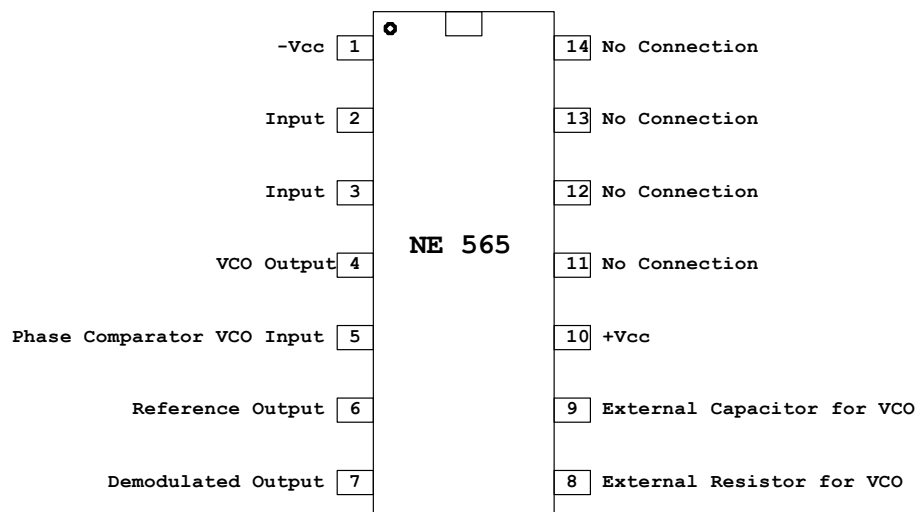 -Vcc 1 14 No Connection
Input 2 13 No Connection
Input 3 12 No Connection
NE 565
VCO Output 4 11 No Connection
Phase Comparator VCO Input 5 10 +Vcc
Reference Output 6 9 External Capacitor for VCO
Demodulated Output 7 8 External Resistor for VCO